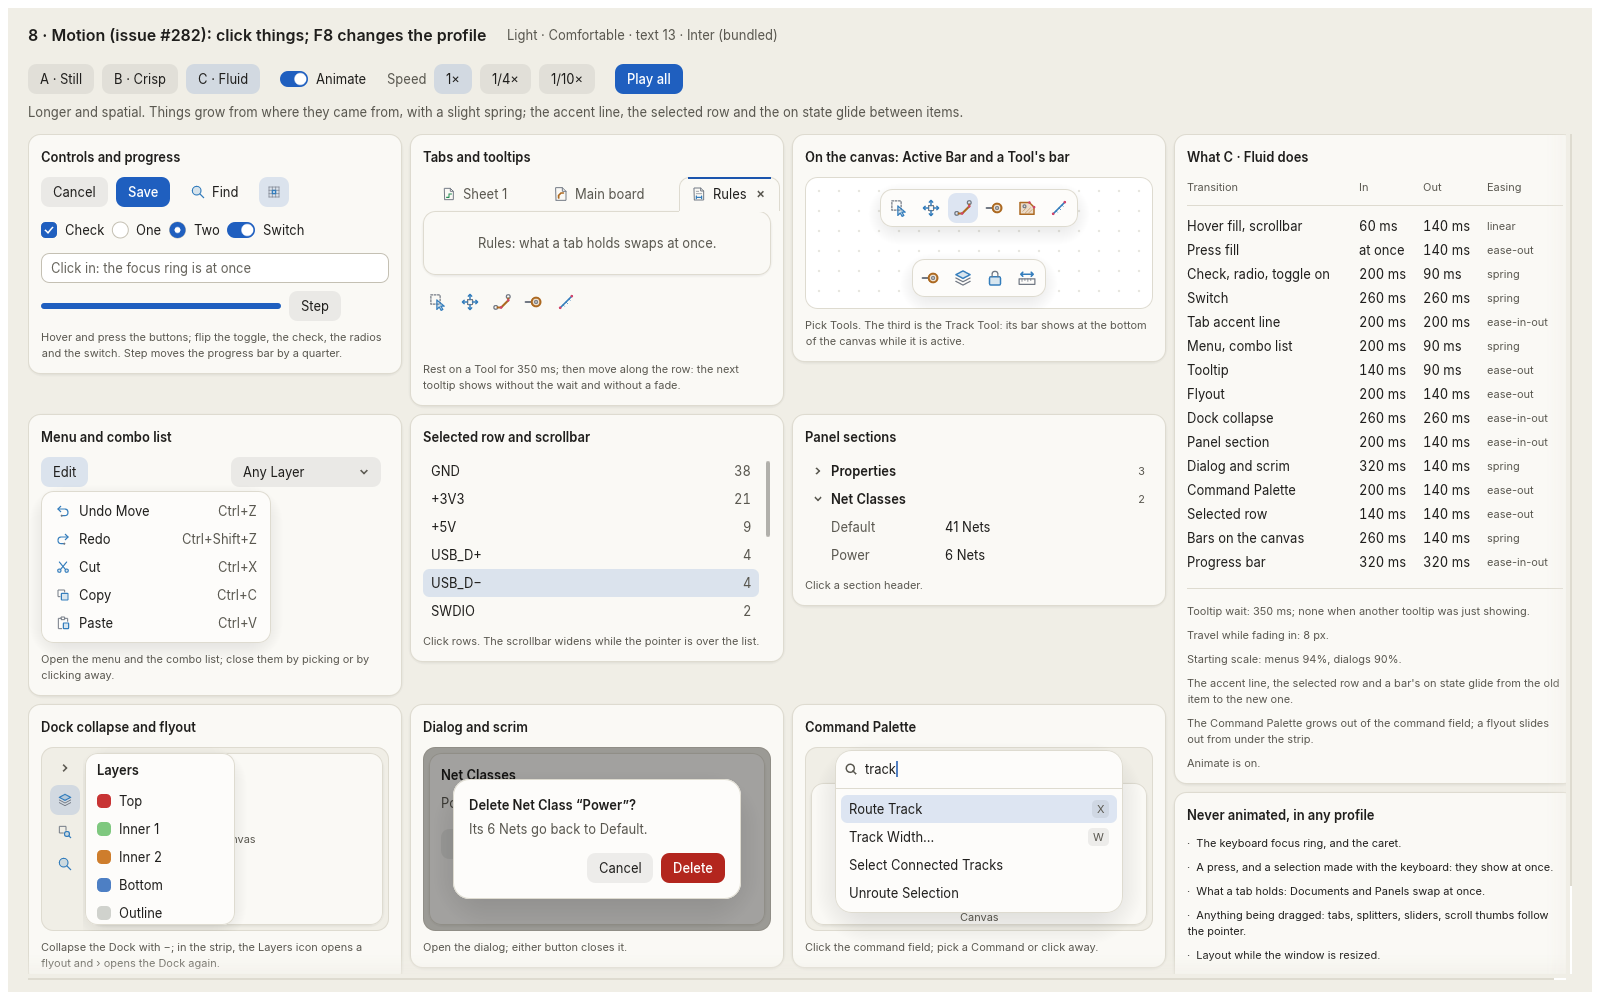 8 · Motion (issue #282): click things; F8 changes the profile
Light · Comfortable · text 13 · Inter (bundled)
A · Still
B · Crisp
C · Fluid
Animate
Speed
1×
1/4×
1/10×
Play all
Longer and spatial. Things grow from where they came from, with a slight spring; the accent line, the selected row and the on state glide between items.
Controls and progress
Cancel
Save
Find
Check
One
Two
Switch
Click in: the focus ring is at once
Step
Hover and press the buttons; flip the toggle, the check, the radios
and the switch. Step moves the progress bar by a quarter.
Tabs and tooltips
Sheet 1
Main board
Rules ×
Rules: what a tab holds swaps at once.
Rest on a Tool for 350 ms; then move along the row: the next
tooltip shows without the wait and without a fade.
On the canvas: Active Bar and a Tool's bar
Pick Tools. The third is the Track Tool: its bar shows at the bottom
of the canvas while it is active.
What C · Fluid does
Transition In Out Easing
Hover fill, scrollbar 60 ms 140 ms linear
Press fill at once 140 ms ease-out
Check, radio, toggle on 200 ms 90 ms spring
Switch 260 ms 260 ms spring
Tab accent line 200 ms 200 ms ease-in-out
Menu, combo list 200 ms 90 ms spring
Tooltip 140 ms 90 ms ease-out
Flyout 200 ms 140 ms ease-out
Dock collapse 260 ms 260 ms ease-in-out
Panel section 200 ms 140 ms ease-in-out
Dialog and scrim 320 ms 140 ms spring
Command Palette 200 ms 140 ms ease-out
Selected row 140 ms 140 ms ease-out
Bars on the canvas 260 ms 140 ms spring
Progress bar 320 ms 320 ms ease-in-out
Tooltip wait: 350 ms; none when another tooltip was just showing.
Travel while fading in: 8 px.
Starting scale: menus 94%, dialogs 90%.
The accent line, the selected row and a bar's on state glide from the old
item to the new one.
The Command Palette grows out of the command field; a flyout slides
out from under the strip.
Animate is on.
Menu and combo list
Edit
Any Layer
Undo Move Ctrl+Z
Redo Ctrl+Shift+Z
Cut Ctrl+X
Copy Ctrl+C
Paste Ctrl+V
Open the menu and the combo list; close them by picking or by
clicking away.
Selected row and scrollbar
GND 38
+3V3 21
+5V 9
USB_D+ 4
USB_D− 4
SWDIO 2
Click rows. The scrollbar widens while the pointer is over the list.
Panel sections
Properties 3
Net Classes 2
Default 41 Nets
Power 6 Nets
Click a section header.
Dock collapse and flyout
Layers
Top
Inner 1
Inner 2
Bottom
Outline
nvas
Collapse the Dock with −; in the strip, the Layers icon opens a
flyout and › opens the Dock again.
Dialog and scrim
Net Classes
Po
Delete Net Class “Power”?
Its 6 Nets go back to Default.
Cancel
Delete
Open the dialog; either button closes it.
Command Palette
track
Route Track X
Track Width... W
Select Connected Tracks
Unroute Selection
Canvas
Click the command field; pick a Command or click away.
Never animated, in any profile
· The keyboard focus ring, and the caret.
· A press, and a selection made with the keyboard: they show at once.
· What a tab holds: Documents and Panels swap at once.
· Anything being dragged: tabs, splitters, sliders, scroll thumbs follow
the pointer.
· Layout while the window is resized.